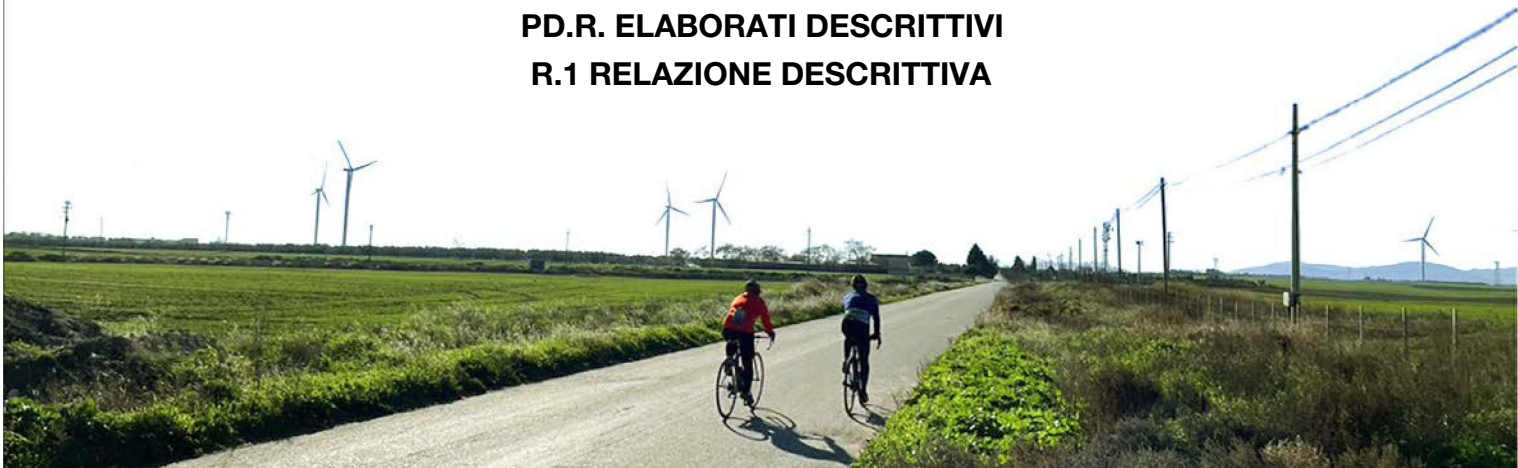 PD.R. ELABORATI DESCRITTIVI
R.1 RELAZIONE DESCRITTIVA